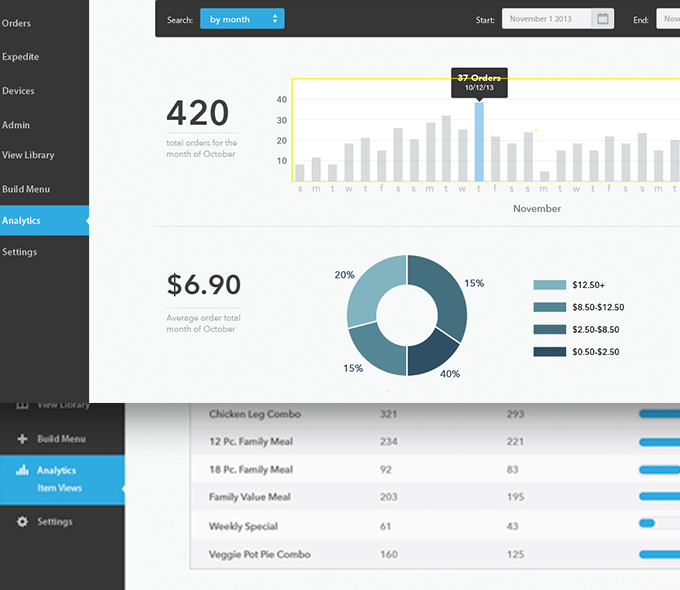 Orders
Expedite
Devices
Admin
View Library
Build Menu
Analytics
Settings
Search:
by month
Start:
November 1 2013
End:
420
total orders for the
month of October
37 Orders
10/12/13
40
30
20
10
s m t w t f s s m t w t f s s m t w t f s s m t
November
$6.90
Average order total
month of October
20%
15%
15%
40%
$12.50+
$8.50-$12.50
$2.50-$8.50
$0.50-$2.50
View Library
Build Menu
Analytics
Item Views
Settings
Chicken Leg Combo 321 293
12 Pc. Family Meal 234 221
18 Pc. Family Meal 92 83
Family Value Meal 203 195
Weekly Special 61 43
Veggie Pot Pie Combo 160 125